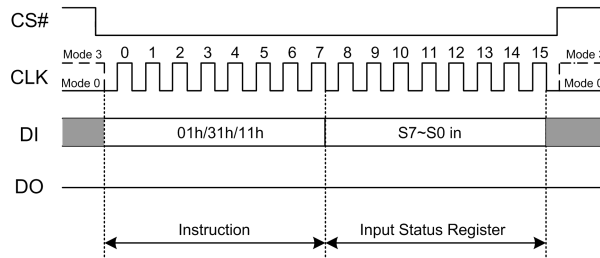 CS#
Mode 3 0 1 2 3 4 5 6 7 8 9 10 11 12 13 14 15 Mode 3
CLK
Mode 0 Mode 0
DI 01h/31h/11h S7~S0 in
DO
Instruction Input Status Register